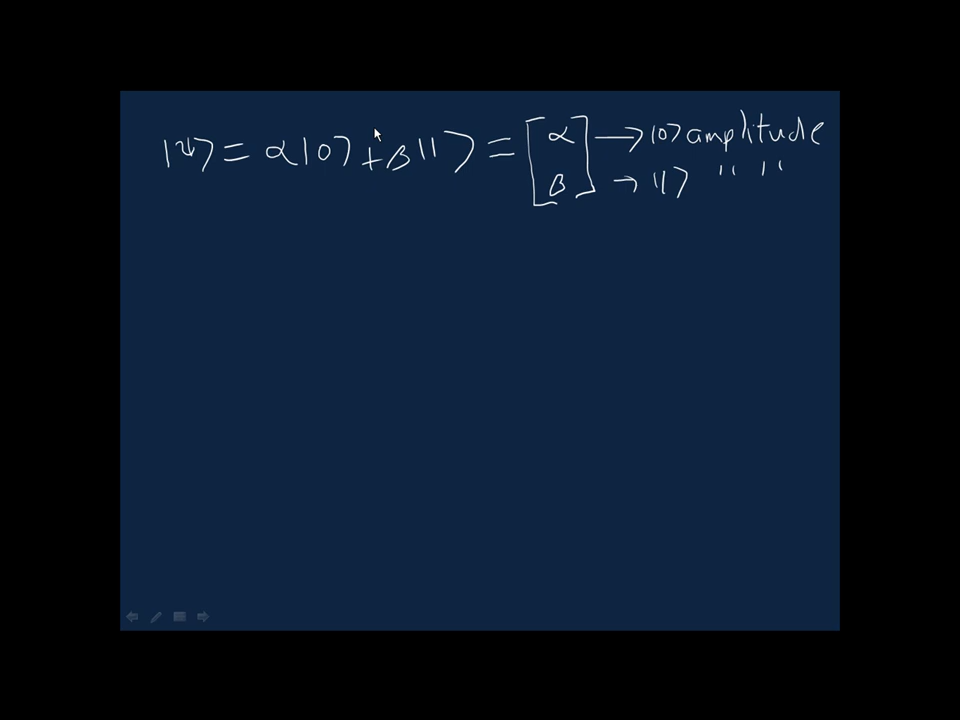 |ψ> = α|0> + β|1> = [α → |0> amplitude
β] → |1> " "